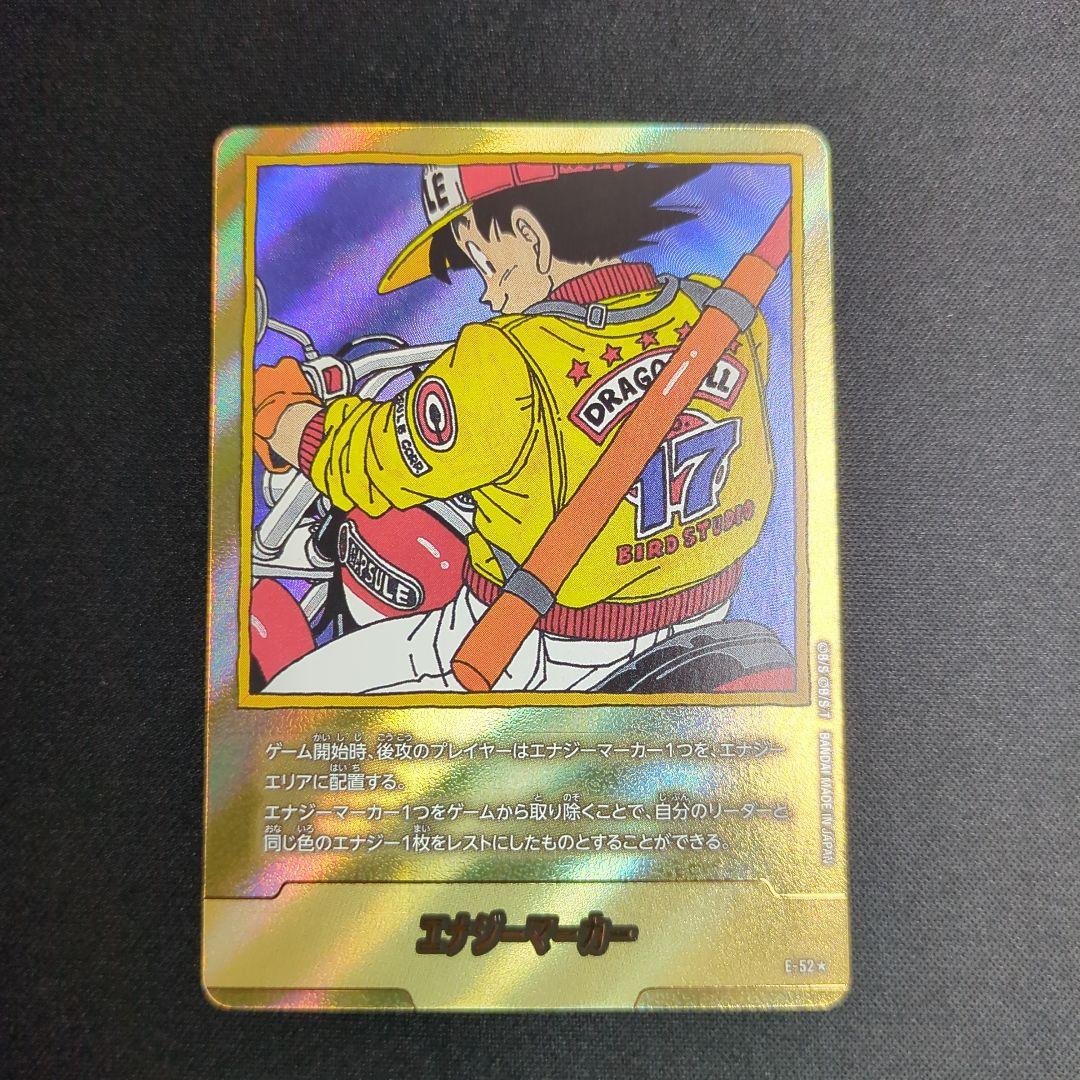 LE
DRAGO LL
17
BIRD STUDIO
SULE CORP.
CAPSULE
©B/S ©B/S・T BANDAI MADE IN JAPAN
ゲーム開始時、後攻のプレイヤーはエナジーマーカー1つを、エナジー
エリアに配置する。
エナジーマーカー1つをゲームから取り除くことで、自分のリーダーと
同じ色のエナジー1枚をレストにしたものとすることができる。
エナジーマーカー
E-52★